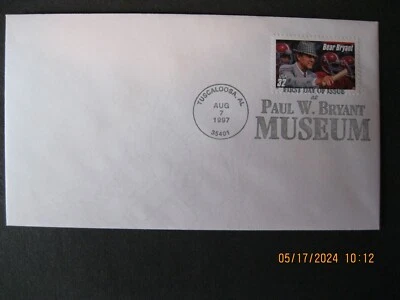 Bear Bryant
32
FIRST DAY OF ISSUE
at
PAUL W. BRYANT
MUSEUM
TUSCALOOSA, AL
AUG
7
1997
35401
05/17/2024 10:12